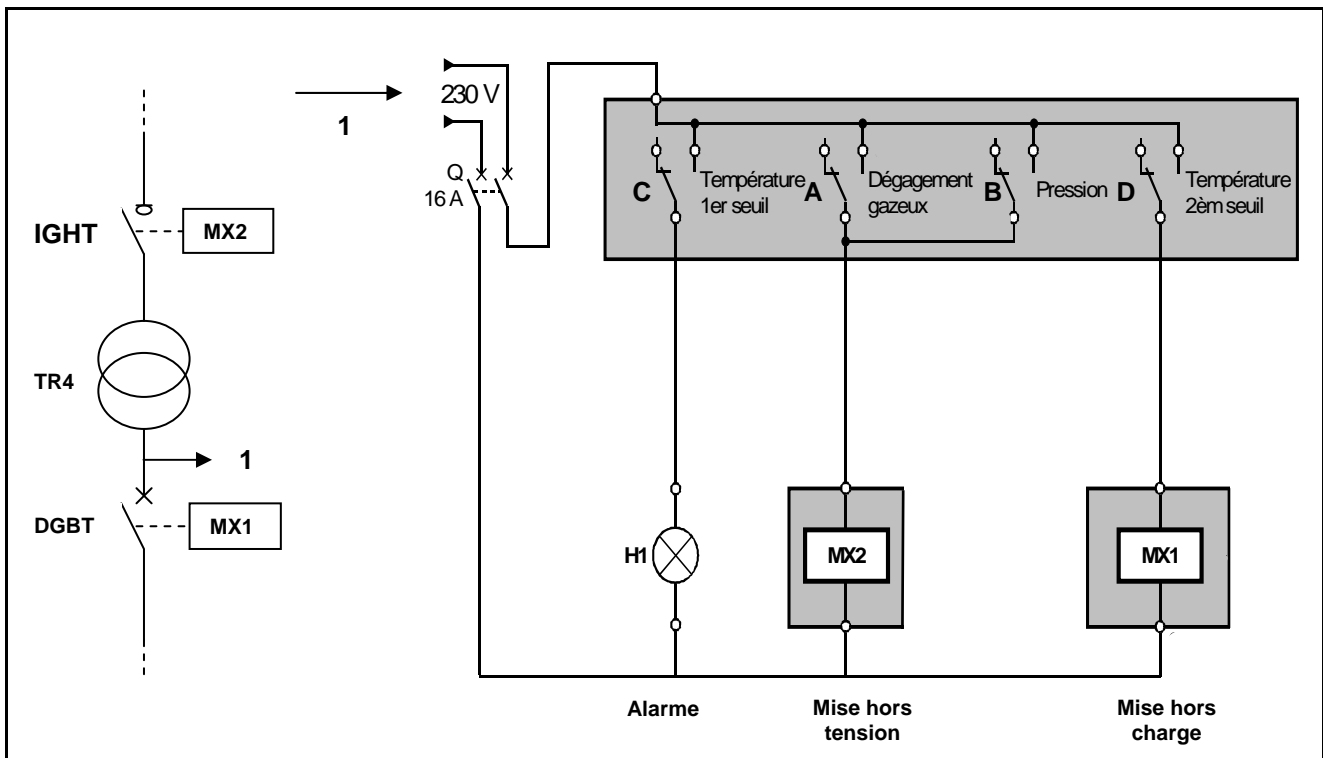 230 V
1
Q
16 A
IGHT
MX2
C
Température
1er seuil
A
Dégagement
gazeux
B
Pression
D
Température
2èm seuil
TR4
1
DGBT
MX1
H1
MX2
MX1
Alarme
Mise hors
tension
Mise hors
charge